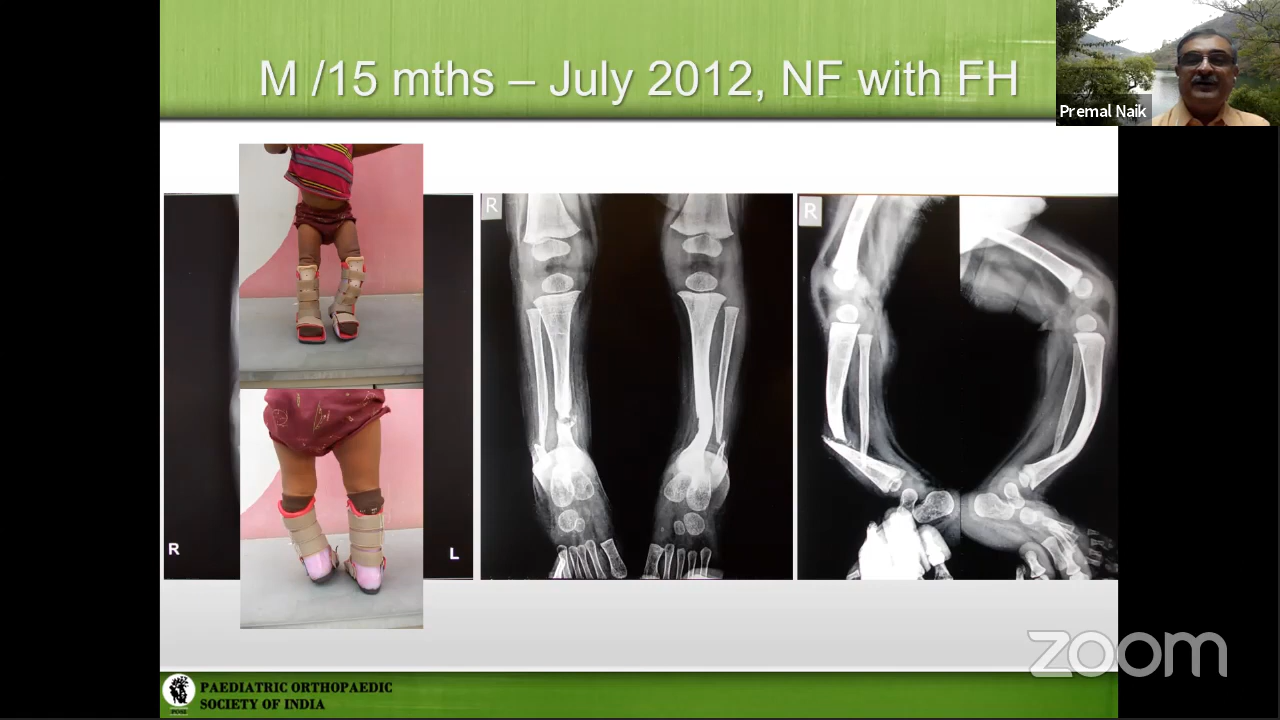 M /15 mths – July 2012, NF with FH
Premal Naik
R
R
R
L
zoom
PAEDIATRIC ORTHOPAEDIC
SOCIETY OF INDIA